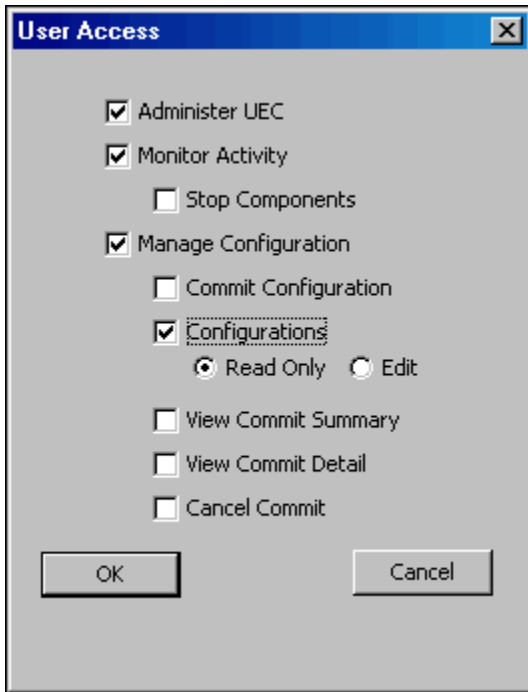 User Access
Administer UEC
Monitor Activity
Stop Components
Manage Configuration
Commit Configuration
Configurations
Read Only Edit
View Commit Summary
View Commit Detail
Cancel Commit
OK Cancel